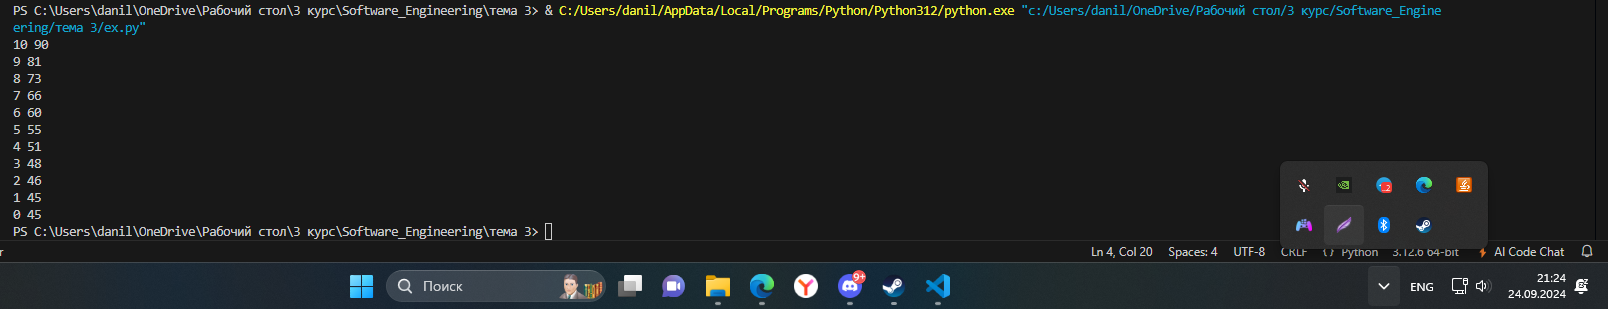 PS C:\Users\danil\OneDrive\Рабочий стол\3 курс\Software_Engineering\тема 3> & C:/Users/danil/AppData/Local/Programs/Python/Python312/python.exe "c:/Users/danil/OneDrive/Рабочий стол/3 курс/Software_Engine
ering/тема 3/ex.py"
10 90
9 81
8 73
7 66
6 60
5 55
4 51
3 48
2 46
1 45
0 45
PS C:\Users\danil\OneDrive\Рабочий стол\3 курс\Software_Engineering\тема 3>
Ln 4, Col 20 Spaces: 4 UTF-8 CRLF {} Python 3.12.6 64-bit AI Code Chat
Поиск 9+ ENG 21:24
24.09.2024